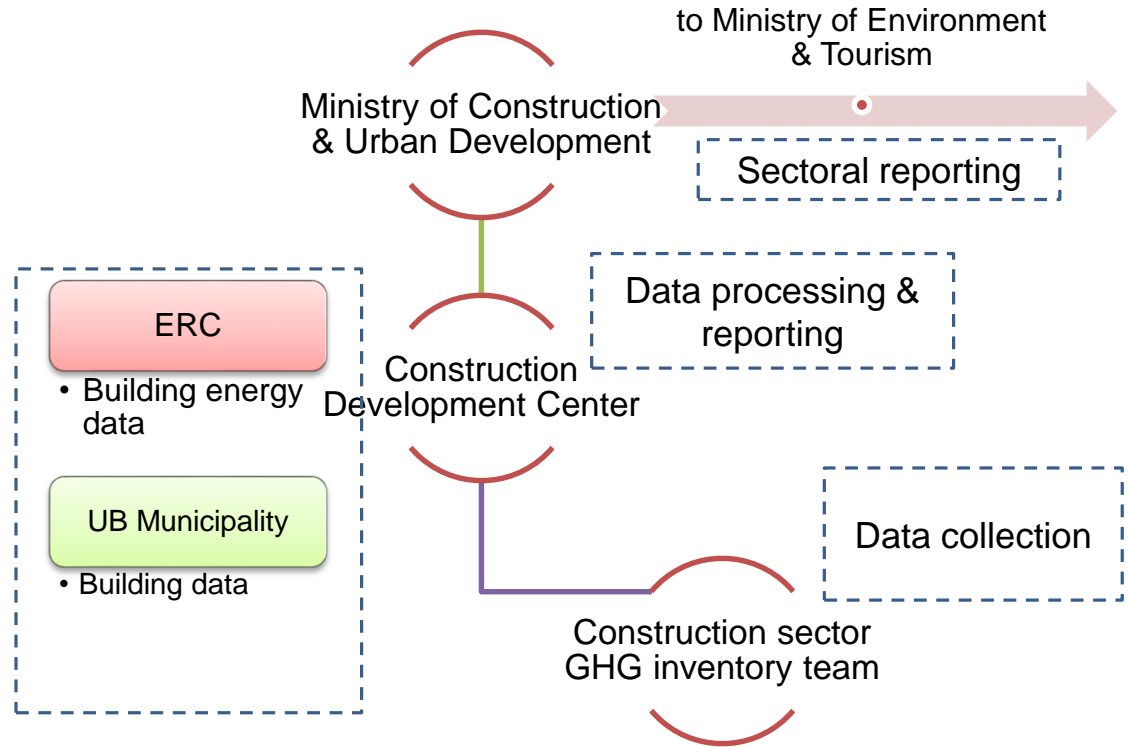 to Ministry of Environment
& Tourism
Ministry of Construction
& Urban Development
Sectoral reporting
ERC
• Building energy
data
UB Municipality
• Building data
Data processing &
reporting
Construction
Development Center
Data collection
Construction sector
GHG inventory team